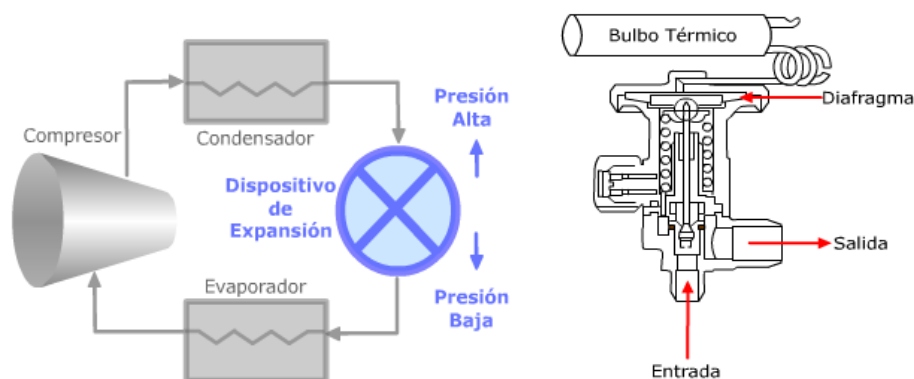 Compresor
Condensador
Presión
Alta
Dispositivo
de
Expansión
Evaporador
Presión
Baja
Bulbo Térmico
Diafragma
Salida
Entrada